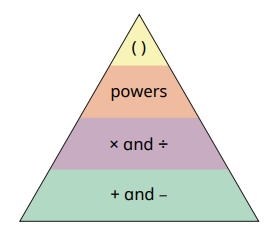 ( )
powers
× and ÷
+ and –